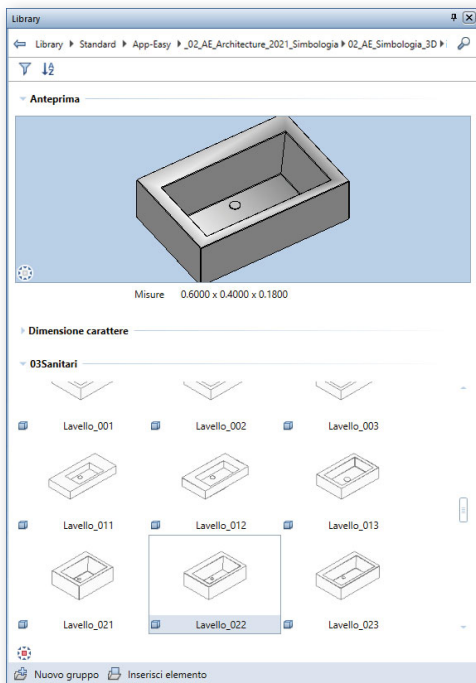 Library
Library Standard App-Easy _02_AE_Architecture_2021_Simbologia 02_AE_Simbologia_3D
Anteprima
Misure 0.6000 x 0.4000 x 0.1800
Dimensione carattere
03Sanitari
Lavello_001 Lavello_002 Lavello_003
Lavello_011 Lavello_012 Lavello_013
Lavello_021 Lavello_022 Lavello_023
Nuovo gruppo Inserisci elemento